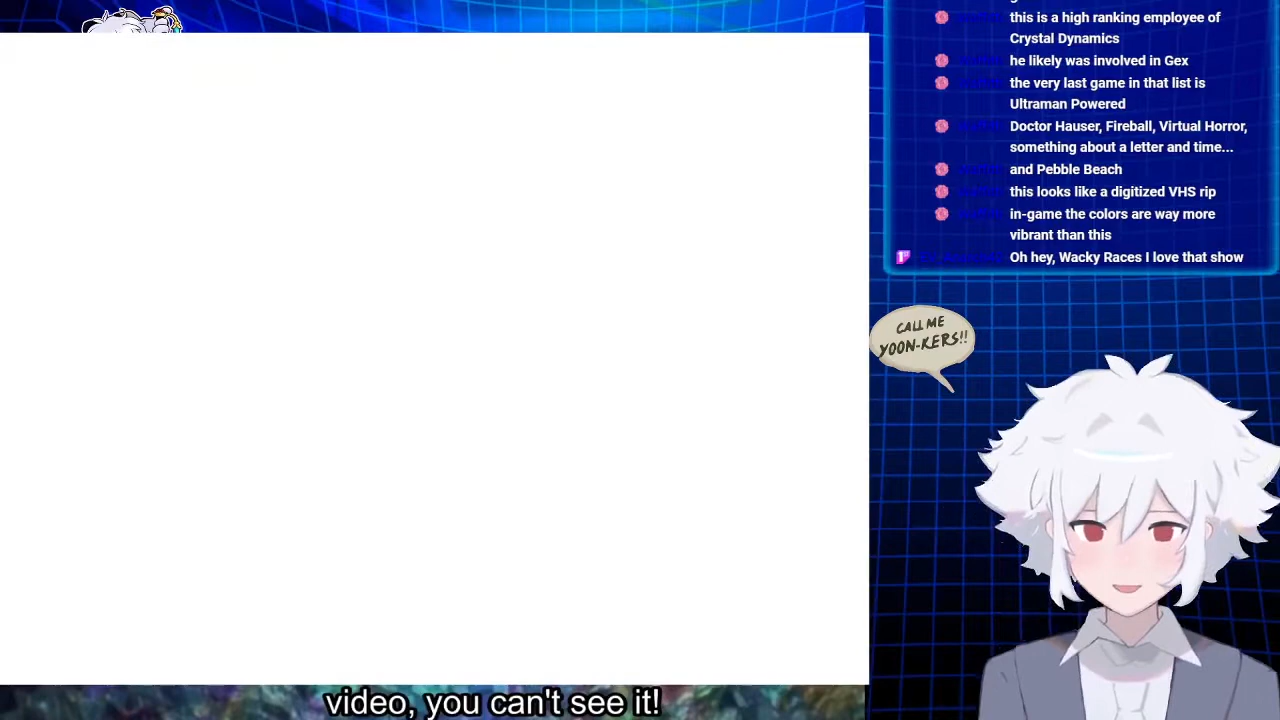 this is a high ranking employee of
Crystal Dynamics
he likely was involved in Gex
the very last game in that list is
Ultraman Powered
Doctor Hauser, Fireball, Virtual Horror,
something about a letter and time...
and Pebble Beach
this looks like a digitized VHS rip
in-game the colors are way more
vibrant than this
Oh hey, Wacky Races I love that show
CALL ME
YOON-KERS!!
video, you can't see it!